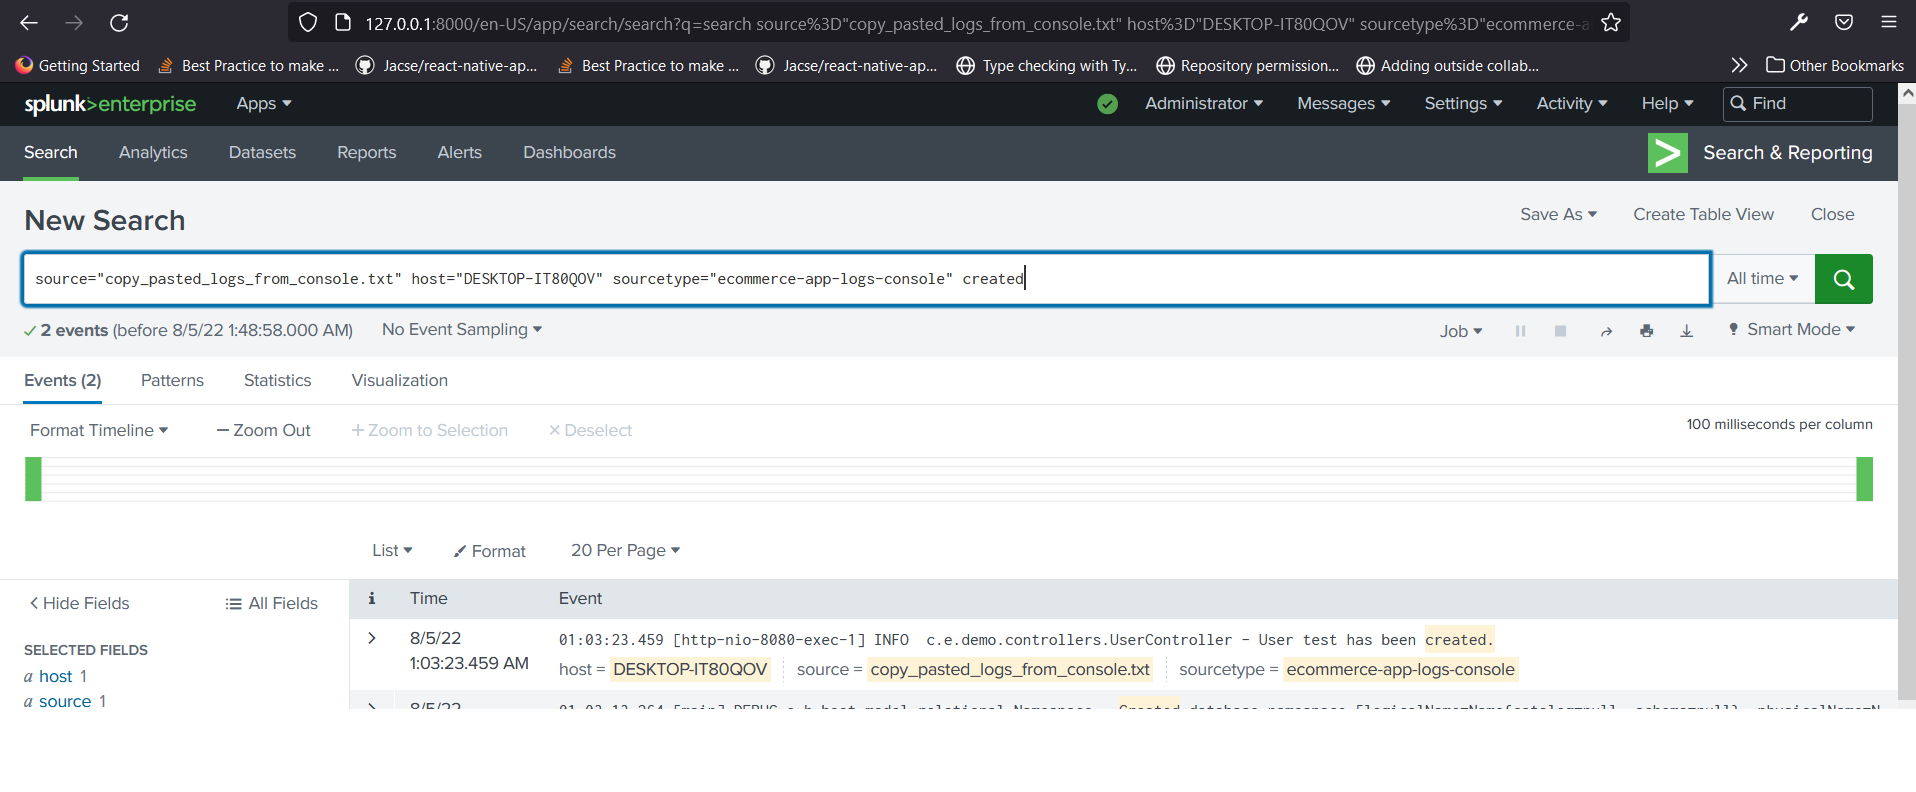 127.0.0.1:8000/en-US/app/search/search?q=search source%3D"copy_pasted_logs_from_console.txt" host%3D"DESKTOP-IT80QOV" sourcetype%3D"ecommerce-a
Getting Started Best Practice to make ... Jacse/react-native-ap... Best Practice to make ... Jacse/react-native-ap... Type checking with Ty... Repository permission... Adding outside collab... Other Bookmarks
splunk>enterprise Apps Administrator Messages Settings Activity Help Find
Search Analytics Datasets Reports Alerts Dashboards Search & Reporting
New Search Save As Create Table View Close
source="copy_pasted_logs_from_console.txt" host="DESKTOP-IT80QOV" sourcetype="ecommerce-app-logs-console" created All time
2 events (before 8/5/22 1:48:58.000 AM) No Event Sampling Job Smart Mode
Events (2) Patterns Statistics Visualization
Format Timeline — Zoom Out + Zoom to Selection × Deselect 100 milliseconds per column
List Format 20 Per Page
< Hide Fields All Fields i Time Event
SELECTED FIELDS
a host 1
a source 1
> 8/5/22 01:03:23.459 [http-nio-8080-exec-1] INFO c.e.demo.controllers.UserController - User test has been created.
1:03:23.459 AM host = DESKTOP-IT80QOV source = copy_pasted_logs_from_console.txt sourcetype = ecommerce-app-logs-console
8/5/22 [main] DEBUG Created database namespace